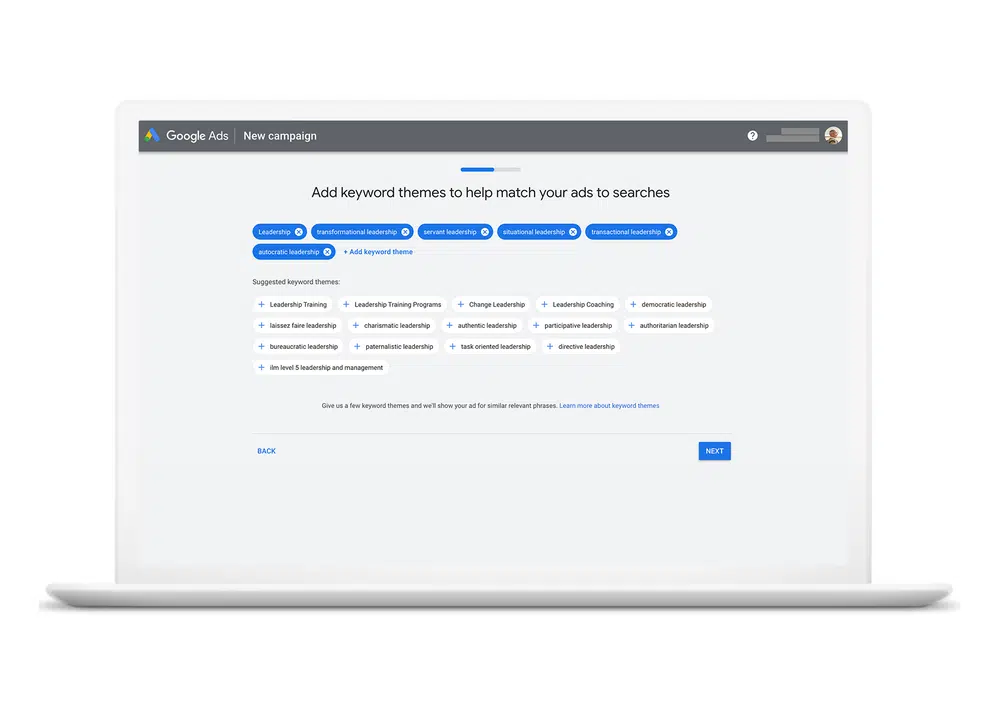 Google Ads New campaign ?
Add keyword themes to help match your ads to searches
Leadership transformational leadership servant leadership situational leadership transactional leadership
autocratic leadership + Add keyword theme
Suggested keyword themes:
+ Leadership Training + Leadership Training Programs + Change Leadership + Leadership Coaching + democratic leadership
+ laissez faire leadership + charismatic leadership + authentic leadership + participative leadership + authoritarian leadership
+ bureaucratic leadership + paternalistic leadership + task oriented leadership + directive leadership
+ ilm level 5 leadership and management
Give us a few keyword themes and we'll show your ad for similar relevant phrases. Learn more about keyword themes
BACK NEXT